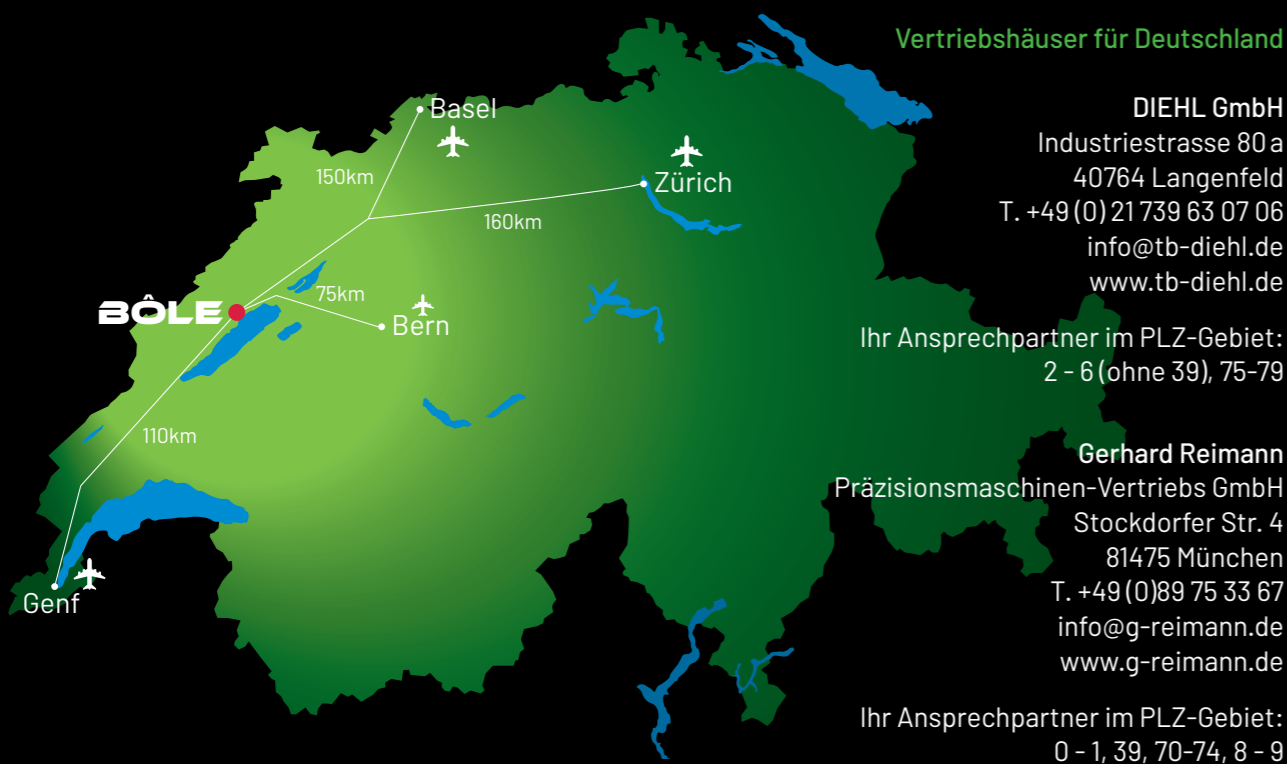 Basel
150km
Zürich
160km
BÔLE
75km
Bern
110km
Genf
Vertriebshäuser für Deutschland
DIEHL GmbH
Industriestrasse 80a
40764 Langenfeld
T. +49 (0) 21 739 63 07 06
info@tb-diehl.de
www.tb-diehl.de
Ihr Ansprechpartner im PLZ-Gebiet:
2 - 6 (ohne 39), 75-79
Gerhard Reimann
Präzisionsmaschinen-Vertriebs GmbH
Stockdorfer Str. 4
81475 München
T. +49 (0)89 75 33 67
info@g-reimann.de
www.g-reimann.de
Ihr Ansprechpartner im PLZ-Gebiet:
0 - 1, 39, 70-74, 8 - 9